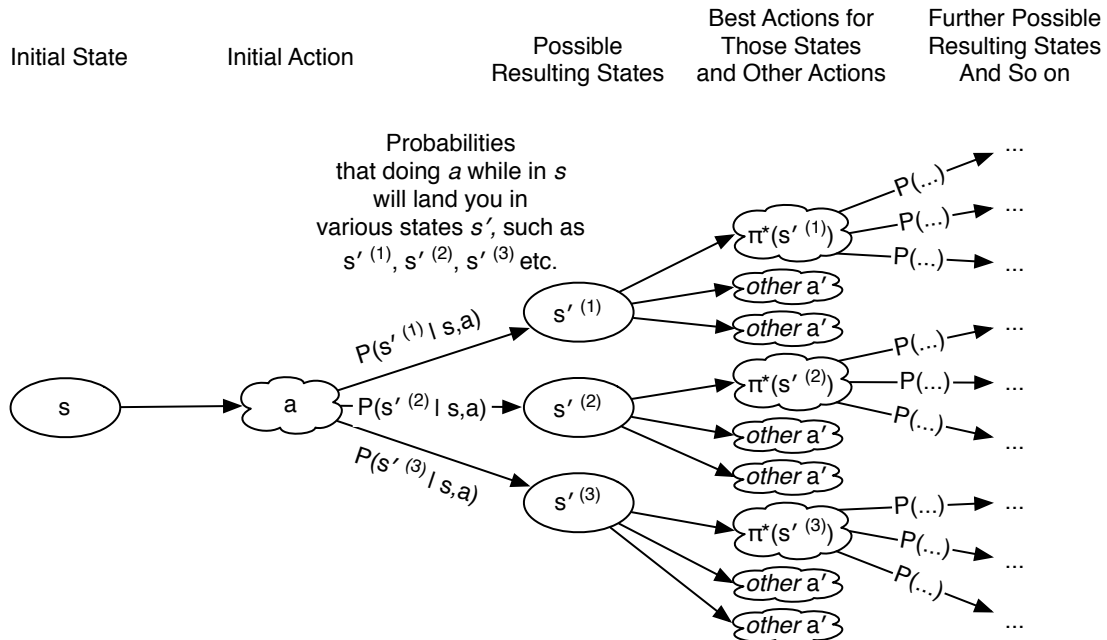 Initial State
Initial Action
Possible
Resulting States
Best Actions for
Those States
and Other Actions
Further Possible
Resulting States
And So on
Probabilities
that doing a while in s
will land you in
various states s′, such as
s′ (1), s′ (2), s′ (3) etc.
s
a
P(s′ (1) | s,a)
P(s′ (2) | s,a)
P(s′ (3) | s,a)
s′ (1)
π*(s′ (1))
P(...)
...
P(...)
...
P(...)
...
other a′
other a′
s′ (2)
π*(s′ (2))
P(...)
...
P(...)
...
P(...)
...
other a′
other a′
s′ (3)
π*(s′ (3))
P(...)
...
P(...)
...
P(...)
...
other a′
other a′